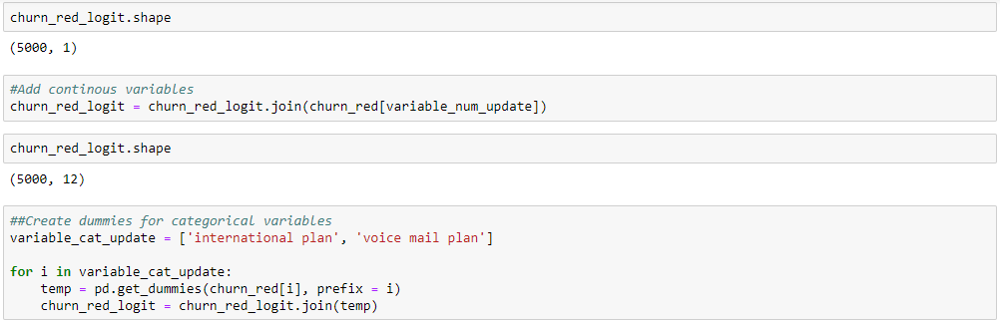 churn_red_logit.shape
(5000, 1)
#Add continous variables
churn_red_logit = churn_red_logit.join(churn_red[variable_num_update])
churn_red_logit.shape
(5000, 12)
##Create dummies for categorical variables
variable_cat_update = ['international plan', 'voice mail plan']
for i in variable_cat_update:
    temp = pd.get_dummies(churn_red[i], prefix = i)
    churn_red_logit = churn_red_logit.join(temp)